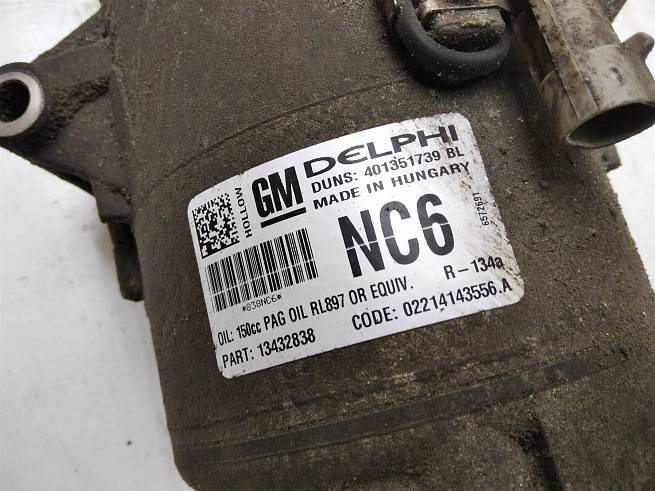 GM DELPHI
DUNS: 401351739 BL
MADE IN HUNGARY
HOLLOW
NC6
6572691
*838NC6*
R-134a
OIL: 150cc PAG OIL RL897 OR EQUIV.
PART: 13432838 CODE: 02214143556.A